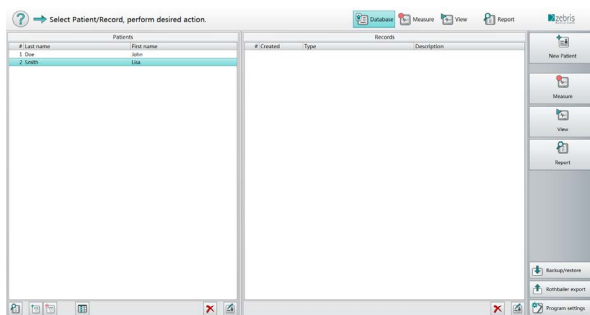 ? Select Patient/Record, perform desired action.
Database Measure View Report
zebris
Patients
# Last name First name
1 Doe John
2 Smith Lisa
Records
# Created Type Description
New Patient
Measure
View
Report
Backup/restore
Rothballer export
Program settings